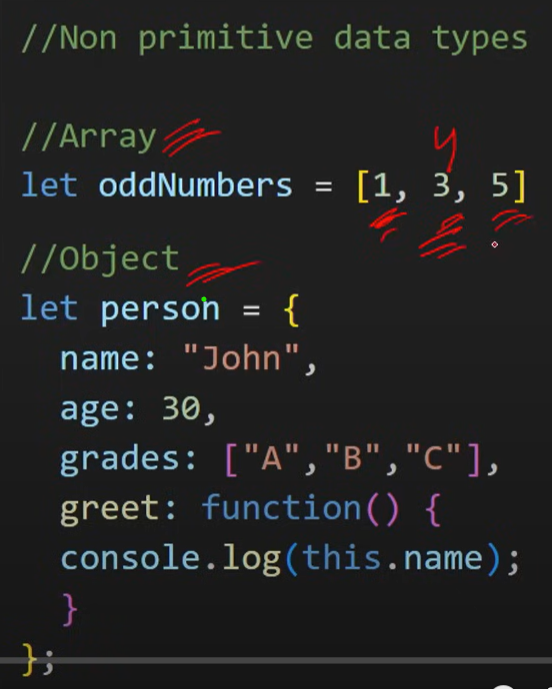 //Non primitive data types
//Array
let oddNumbers = [1, 3, 5]
//Object
let person = {
name: "John",
age: 30,
grades: ["A","B","C"],
greet: function() {
console.log(this.name);
}
};